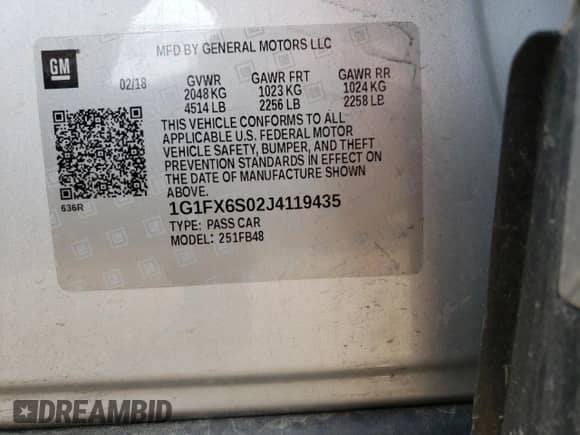 GM
MFD BY GENERAL MOTORS LLC
02/18 GVWR GAWR FRT GAWR RR
2048 KG 1023 KG 1024 KG
4514 LB 2256 LB 2258 LB
THIS VEHICLE CONFORMS TO ALL
APPLICABLE U.S. FEDERAL MOTOR
VEHICLE SAFETY, BUMPER, AND THEFT
PREVENTION STANDARDS IN EFFECT ON
THE DATE OF MANUFACTURE SHOWN
ABOVE.
636R
1G1FX6S02J4119435
TYPE: PASS CAR
MODEL: 251FB48
DREAMBID